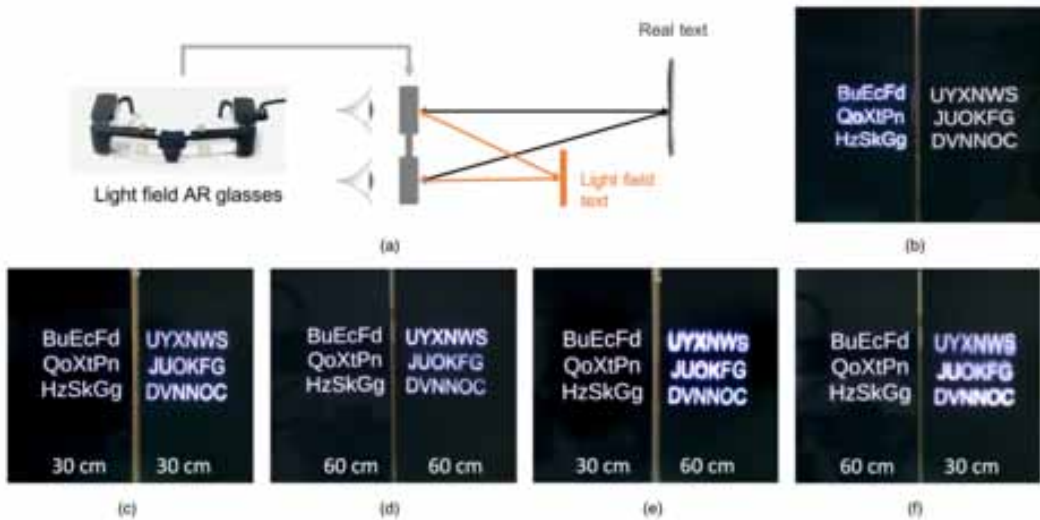 Real text
Light field AR glasses
Light field
text
(a)
BuEcFd UYXNWS
QoXtPn JUOKFG
HzSkGg DVNNOC
(b)
BuEcFd UYXNWS
QoXtPn JUOKFG
HzSkGg DVNNOC
30 cm 30 cm
(c)
BuEcFd UYXNWS
QoXtPn JUOKFG
HzSkGg DVNNOC
60 cm 60 cm
(d)
BuEcFd UYXNWS
QoXtPn JUOKFG
HzSkGg DVNNOC
30 cm 60 cm
(e)
BuEcFd UYXNWS
QoXtPn JUOKFG
HzSkGg DVNNOC
60 cm 30 cm
(f)